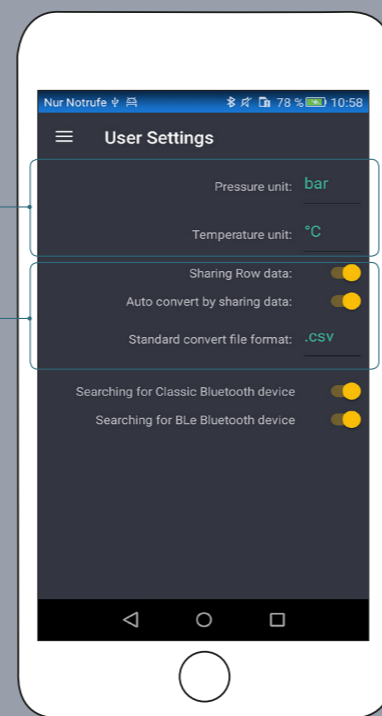 Nur Notrufe 78 % 10:58
User Settings
Pressure unit: bar
Temperature unit: °C
Sharing Row data:
Auto convert by sharing data:
Standard convert file format: .csv
Searching for Classic Bluetooth device
Searching for BLe Bluetooth device